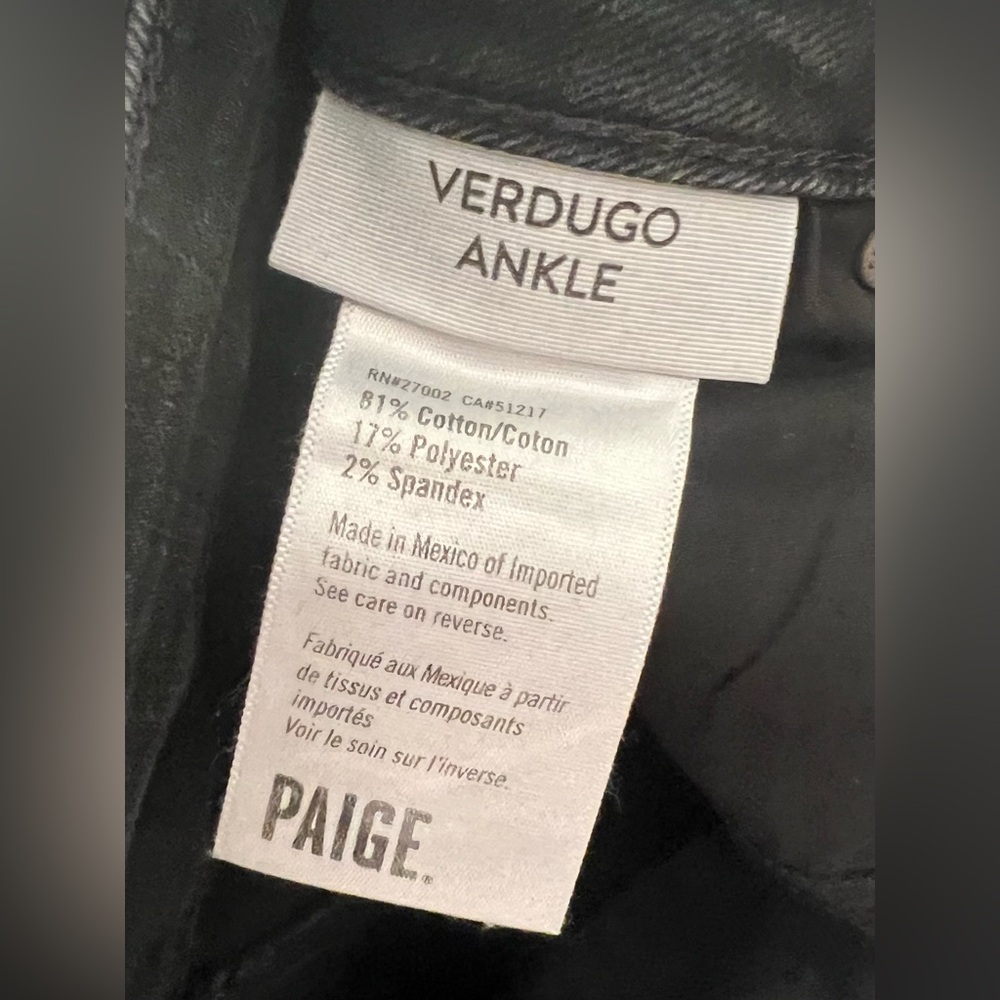 VERDUGO
ANKLE
RN#27002 CA#51217
81% Cotton/Coton
17% Polyester
2% Spandex
Made in Mexico of Imported
fabric and components.
See care on reverse.
Fabriqué aux Mexique à partir
de tissus et composants
importés
Voir le soin sur l'inverse.
PAIGE®